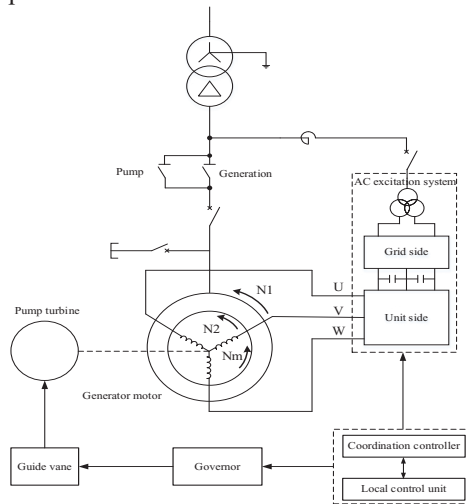 Pump
Generation
AC excitation system
Grid side
Unit side
U
V
W
N1
N2
Nm
Pump turbine
Generator motor
Guide vane
Governor
Coordination controller
Local control unit